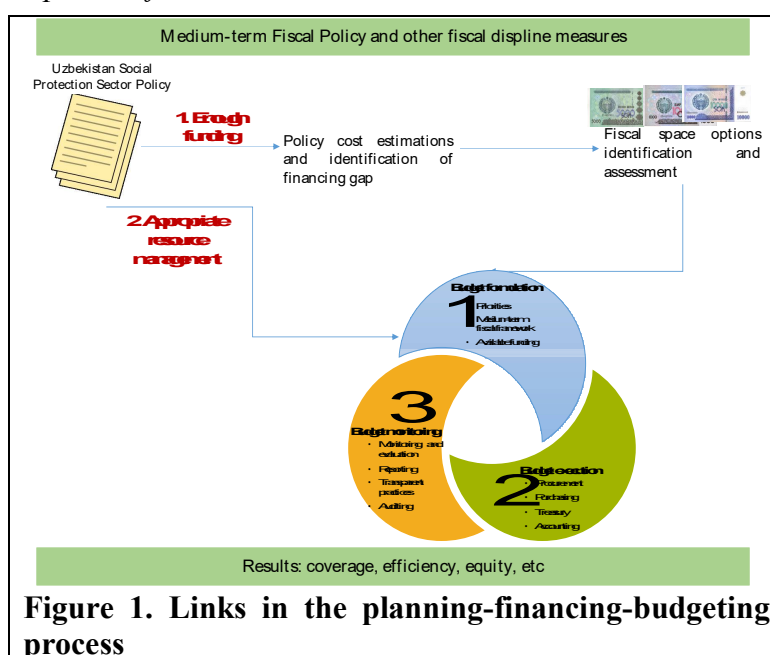 Medium-term Fiscal Policy and other fiscal displine measures
Uzbekistan Social
Protection Sector Policy
1. Enough
funding
Policy cost estimations
and identification of
financing gap
Fiscal space options
identification and
assessment
2. Appropriate
resource
management
1
Budget formulation
Priorities
Medium-term
fiscal framework
• Available funding
3
Budget monitoring
• Monitoring and
evaluation
• Reporting
• Transparent
practices
• Auditing
2
Budget execution
• Procurement
• Purchasing
• Treasury
• Accounting
Results: coverage, efficiency, equity, etc
Figure 1. Links in the planning-financing-budgeting
process